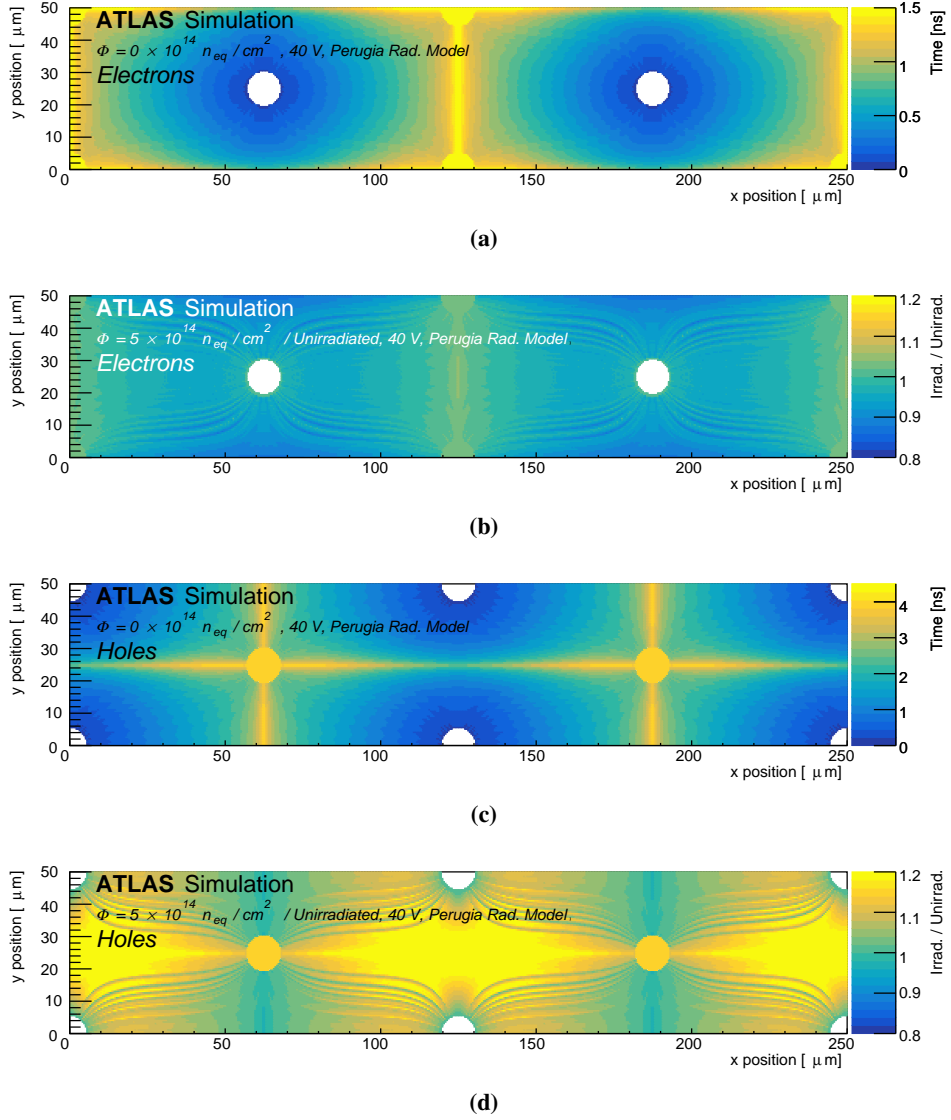 ATLAS Simulation
Φ = 0 × 10^14 n_eq / cm^2 , 40 V, Perugia Rad. Model
Electrons
y position [ μm]
50
40
30
20
10
0
0 50 100 150 200 250
x position [ μm]
1.5
1
0.5
0
Time [ns]
(a)
ATLAS Simulation
Φ = 5 × 10^14 n_eq / cm^2 / Unirradiated, 40 V, Perugia Rad. Model
Electrons
y position [ μm]
50
40
30
20
10
0
0 50 100 150 200 250
x position [ μm]
1.2
1.1
1
0.9
0.8
Irrad. / Unirrad.
(b)
ATLAS Simulation
Φ = 0 × 10^14 n_eq / cm^2 , 40 V, Perugia Rad. Model
Holes
y position [ μm]
50
40
30
20
10
0
0 50 100 150 200 250
x position [ μm]
4
3
2
1
0
Time [ns]
(c)
ATLAS Simulation
Φ = 5 × 10^14 n_eq / cm^2 / Unirradiated, 40 V, Perugia Rad. Model
Holes
y position [ μm]
50
40
30
20
10
0
0 50 100 150 200 250
x position [ μm]
1.2
1.1
1
0.9
0.8
Irrad. / Unirrad.
(d)